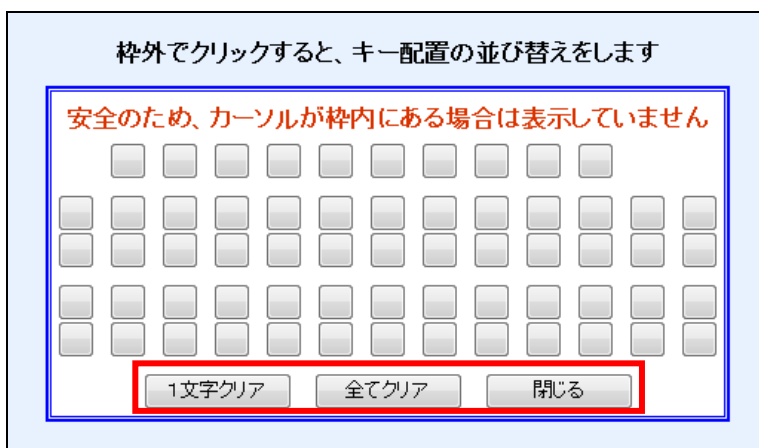 枠外でクリックすると、キー配置の並び替えをします
安全のため、カーソルが枠内にある場合は表示していません
1文字クリア 全てクリア 閉じる